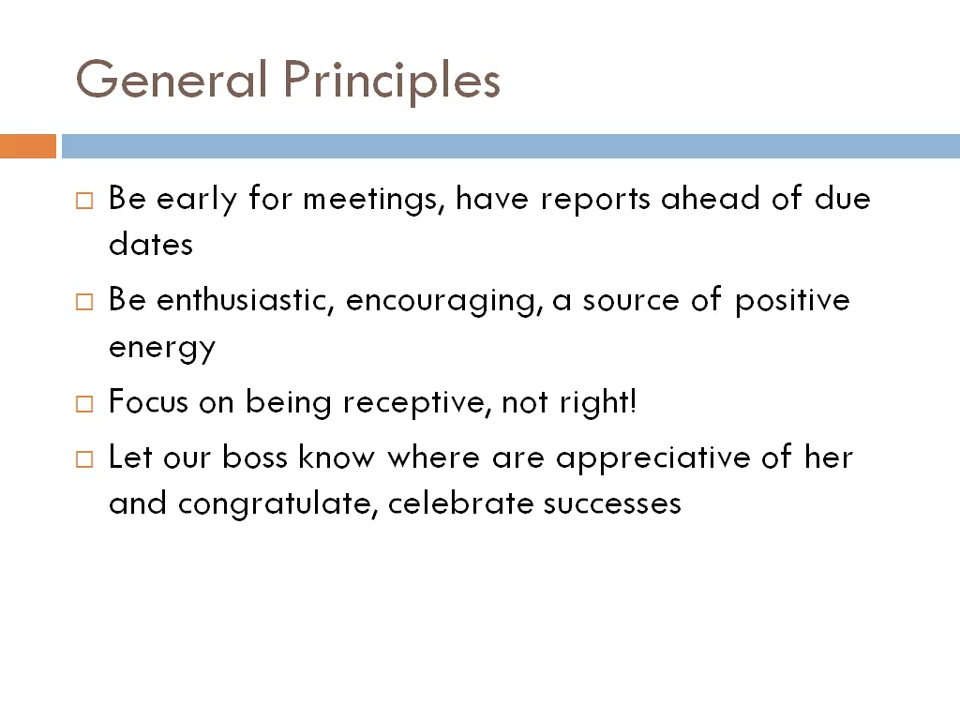 General Principles
Be early for meetings, have reports ahead of due
dates
Be enthusiastic, encouraging, a source of positive
energy
Focus on being receptive, not right!
Let our boss know where are appreciative of her
and congratulate, celebrate successes